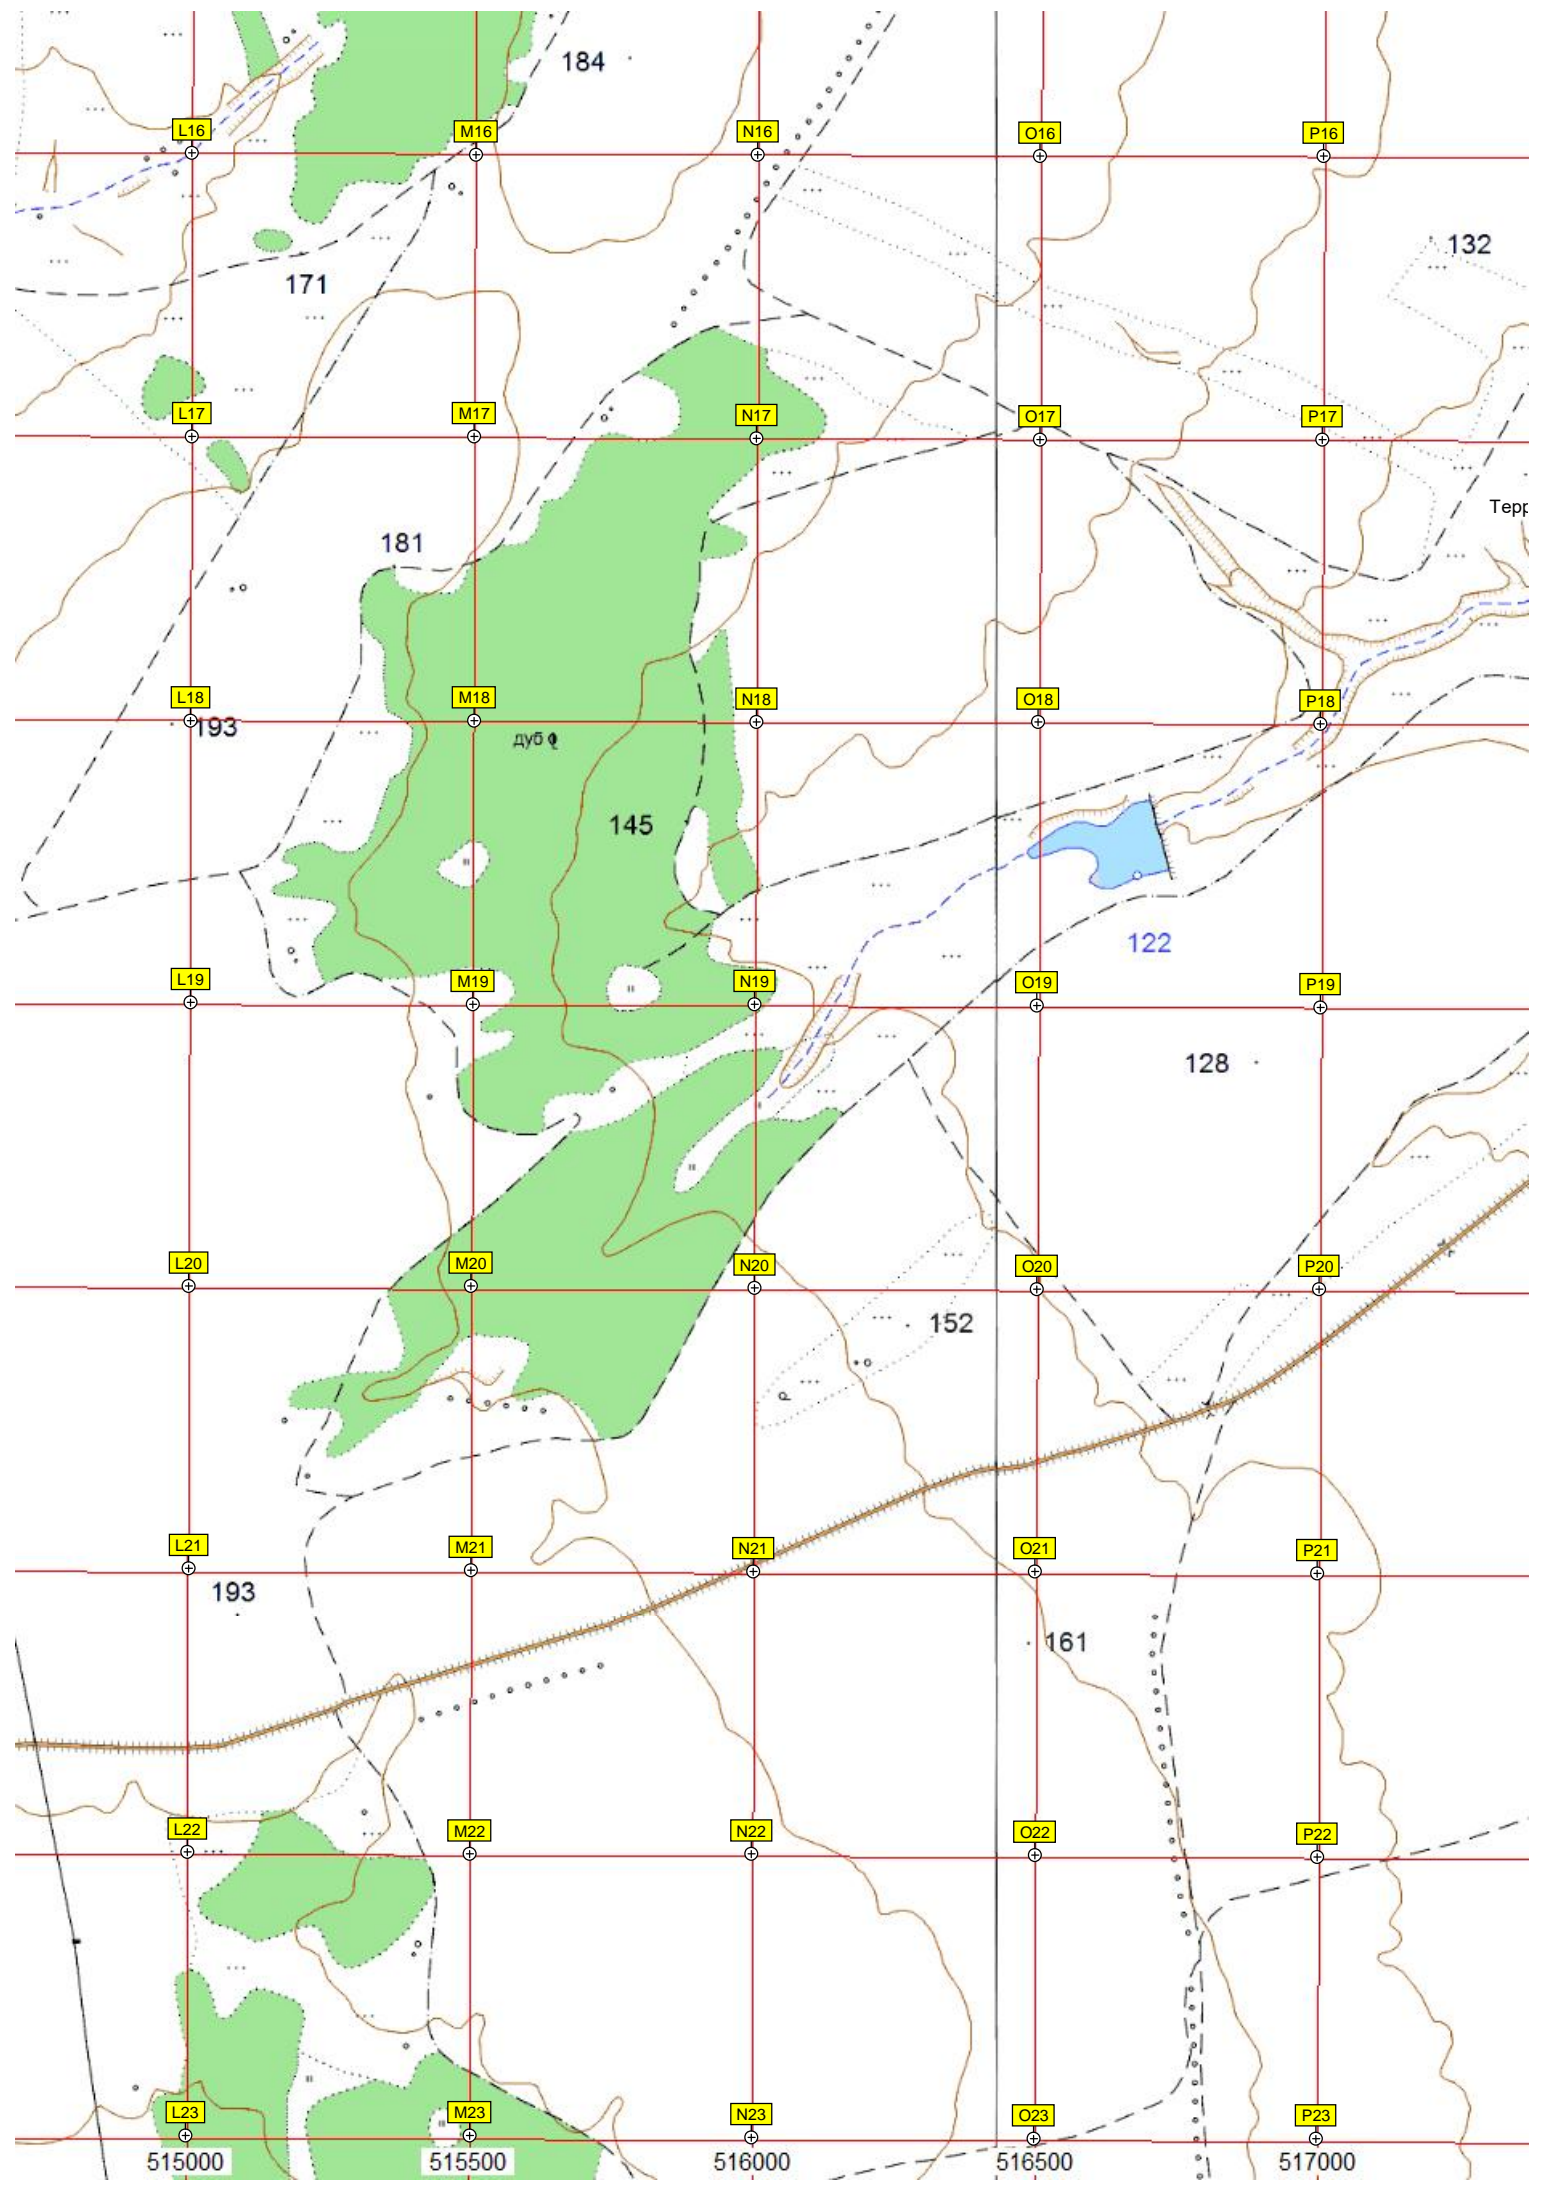 184
L16 M16 N16 O16 P16
132
171
L17 M17 N17 O17 P17
Терр
181
L18 M18 N18 O18 P18
193
дуб
145
122
L19 M19 N19 O19 P19
128
L20 M20 N20 O20 P20
152
L21 M21 N21 O21 P21
193
161
L22 M22 N22 O22 P22
L23 M23 N23 O23 P23
515000 515500 516000 516500 517000